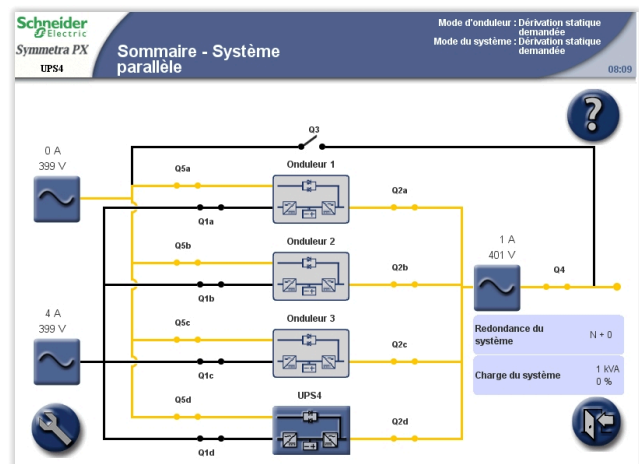 Schneider
Electric
Symmetra PX
UPS4
Sommaire - Système
parallèle
Mode d'onduleur : Dérivation statique
demandée
Mode du système : Dérivation statique
demandée
08:09
Q3
0 A
399 V
Q5a
Onduleur 1
Q2a
Q1a
Q5b
Onduleur 2
Q2b
Q1b
1 A
401 V
Q4
4 A
399 V
Q5c
Onduleur 3
Q2c
Q1c
Redondance du
système
N + 0
Charge du système
1 kVA
0 %
Q5d
UPS4
Q2d
Q1d